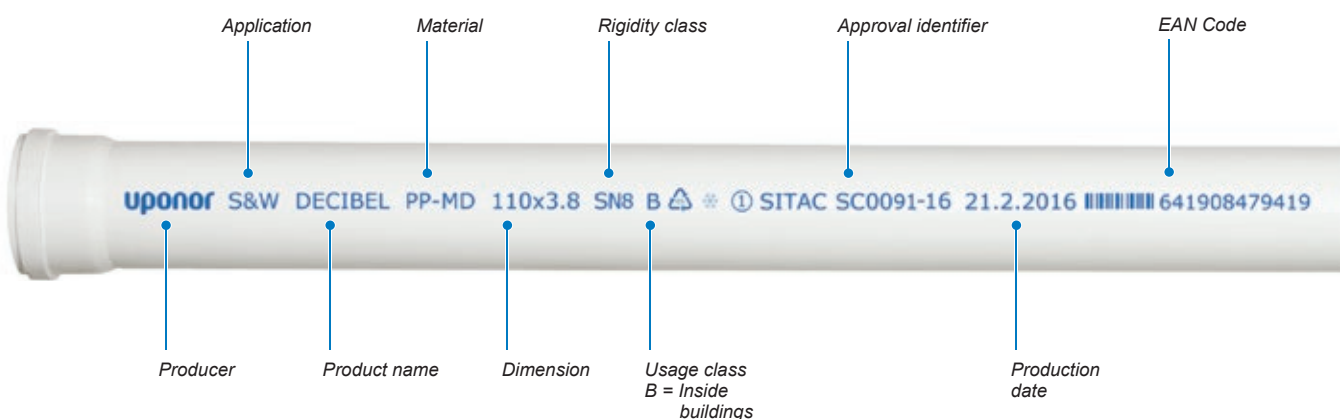 Application Material Rigidity class Approval identifier EAN Code
uponor S&W DECIBEL PP-MD 110x3.8 SN8 B ① SITAC SC0091-16 21.2.2016 641908479419
Producer Product name Dimension Usage class Production
B = Inside date
buildings